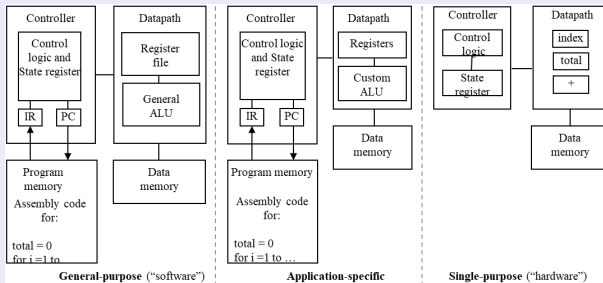 Controller
Control
logic and
State
register
IR
PC
Datapath
Register
file
General
ALU
Program
memory
Assembly code
for:
total = 0
for i =1 to
Data
memory
General-purpose (“software”)
Controller
Control logic
and State
register
IR
PC
Datapath
Registers
Custom
ALU
Program memory
Assembly code
for:
total = 0
for i =1 to …
Data
memory
Application-specific
Controller
Control
logic
State
register
Datapath
index
total
+
Data
memory
Single-purpose (“hardware”)